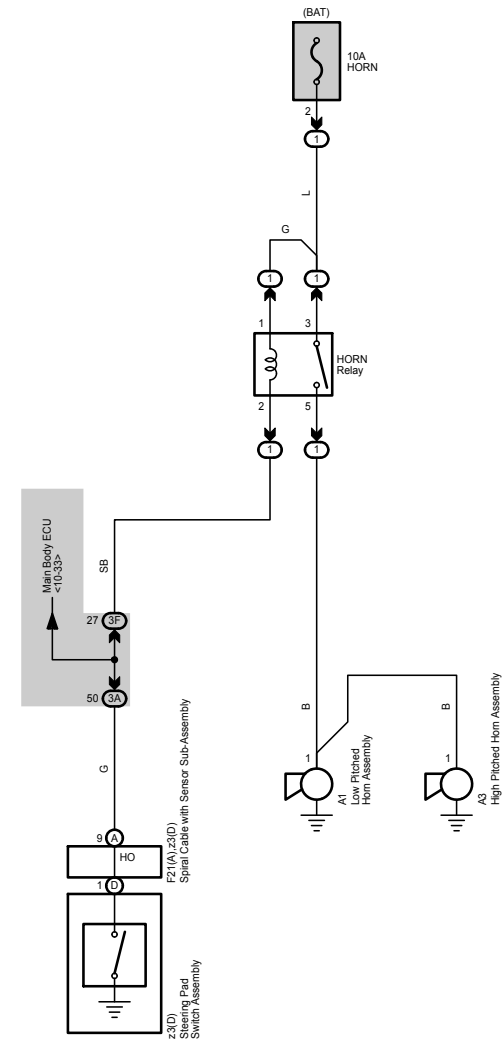 (BAT)
10A
HORN
2
1
L
G
1
1
1
3
HORN
Relay
2
5
1
1
Main Body ECU
<10-33>
SB
27
3F
50
3A
B
B
1
A1
Low Pitched
Horn Assembly
1
A3
High Pitched Horn Assembly
G
9
A
HO
F21(A),z3(D)
Spiral Cable with Sensor Sub-Assembly
1
D
z3(D)
Steering Pad
Switch Assembly